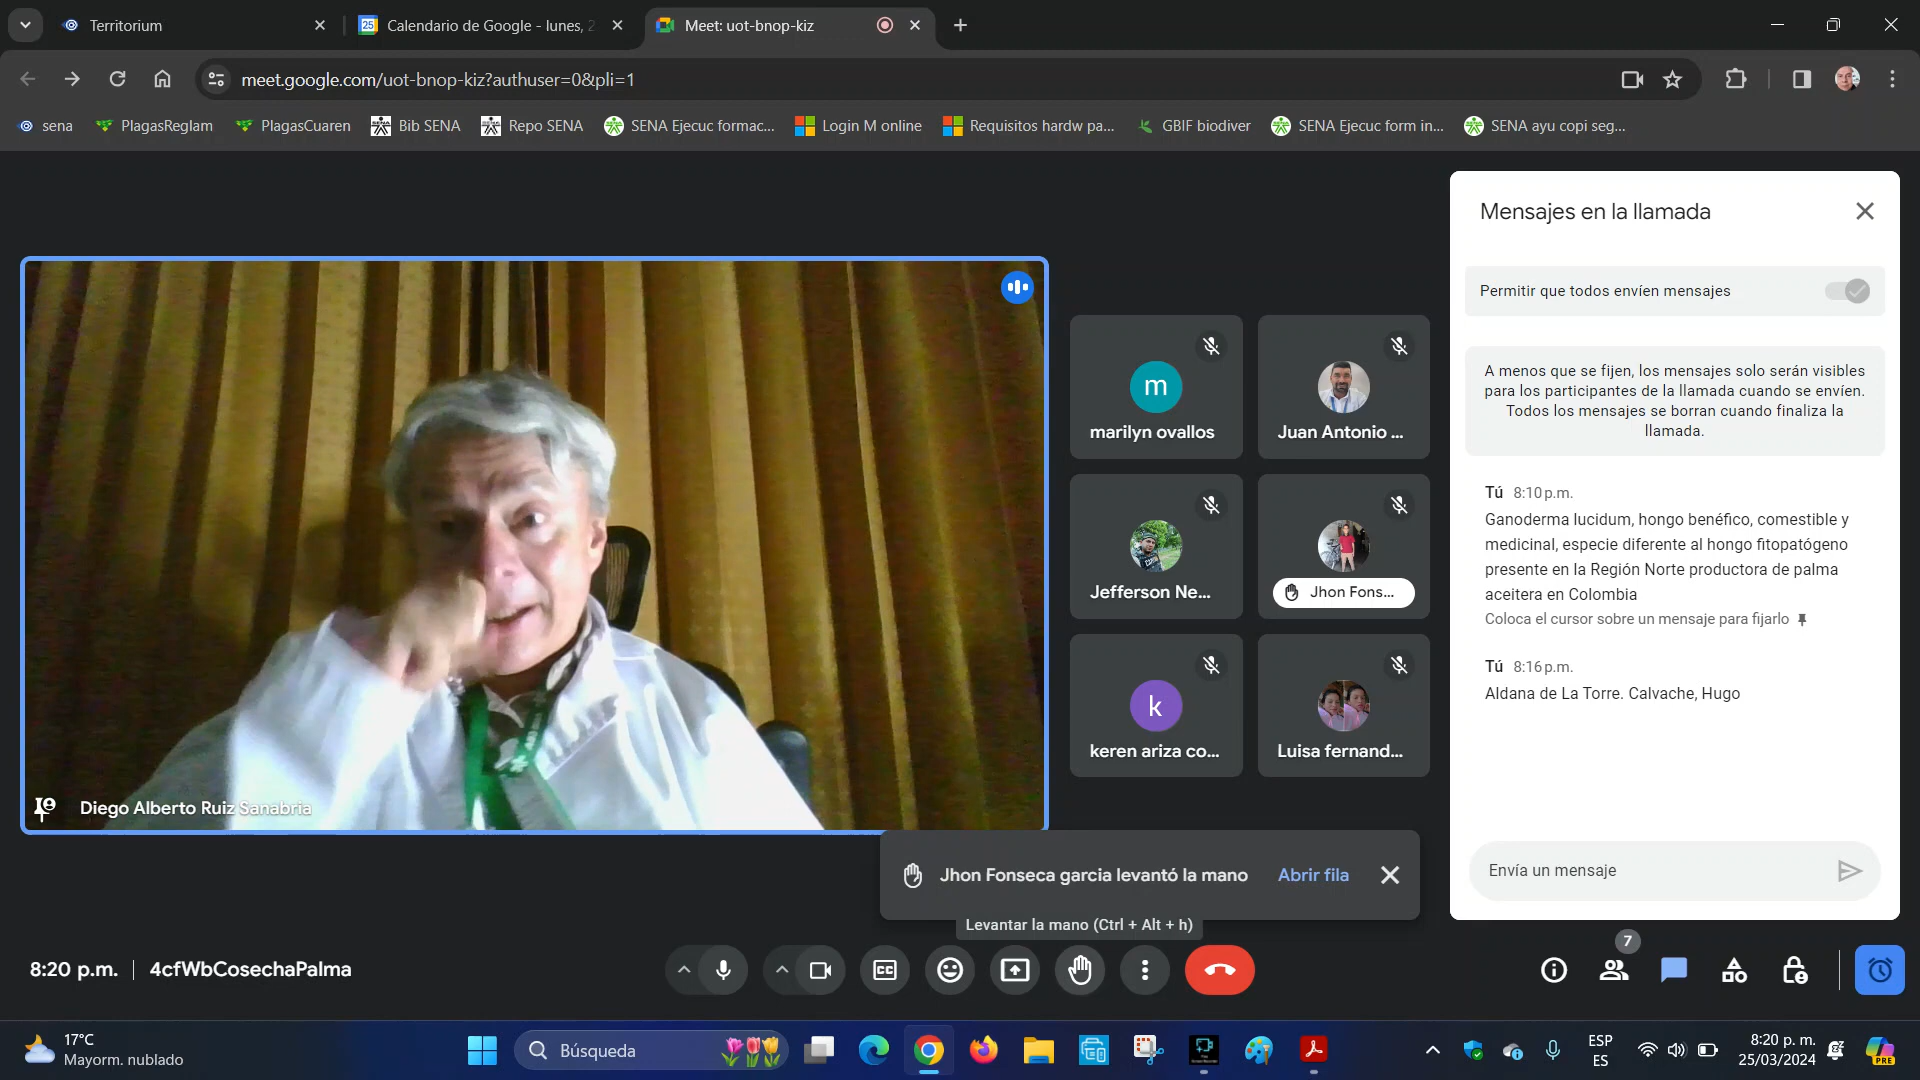 Territorium
Calendario de Google - lunes, 2
Meet: uot-bnop-kiz
meet.google.com/uot-bnop-kiz?authuser=0&pli=1
sena
PlagasReglam
PlagasCuaren
Bib SENA
Repo SENA
SENA Ejecuc formac...
Login M online
Requisitos hardw pa...
GBIF biodiver
SENA Ejecuc form in...
SENA ayu copi seg...
Diego Alberto Ruiz Sanabria
m
marilyn ovallos
Juan Antonio ...
Jefferson Ne...
Jhon Fons...
k
keren ariza co...
Luisa fernand...
Mensajes en la llamada
Permitir que todos envíen mensajes
A menos que se fijen, los mensajes solo serán visibles
para los participantes de la llamada cuando se envíen.
Todos los mensajes se borran cuando finaliza la
llamada.
Tú 8:10 p.m.
Ganoderma lucidum, hongo benéfico, comestible y
medicinal, especie diferente al hongo fitopatógeno
presente en la Región Norte productora de palma
aceitera en Colombia
Coloca el cursor sobre un mensaje para fijarlo
Tú 8:16 p.m.
Aldana de La Torre. Calvache, Hugo
Envía un mensaje
Jhon Fonseca garcia levantó la mano
Abrir fila
Levantar la mano (Ctrl + Alt + h)
8:20 p.m.
4cfWbCosechaPalma
7
17°C
Mayorm. nublado
Búsqueda
ESP
ES
8:20 p. m.
25/03/2024
PRE